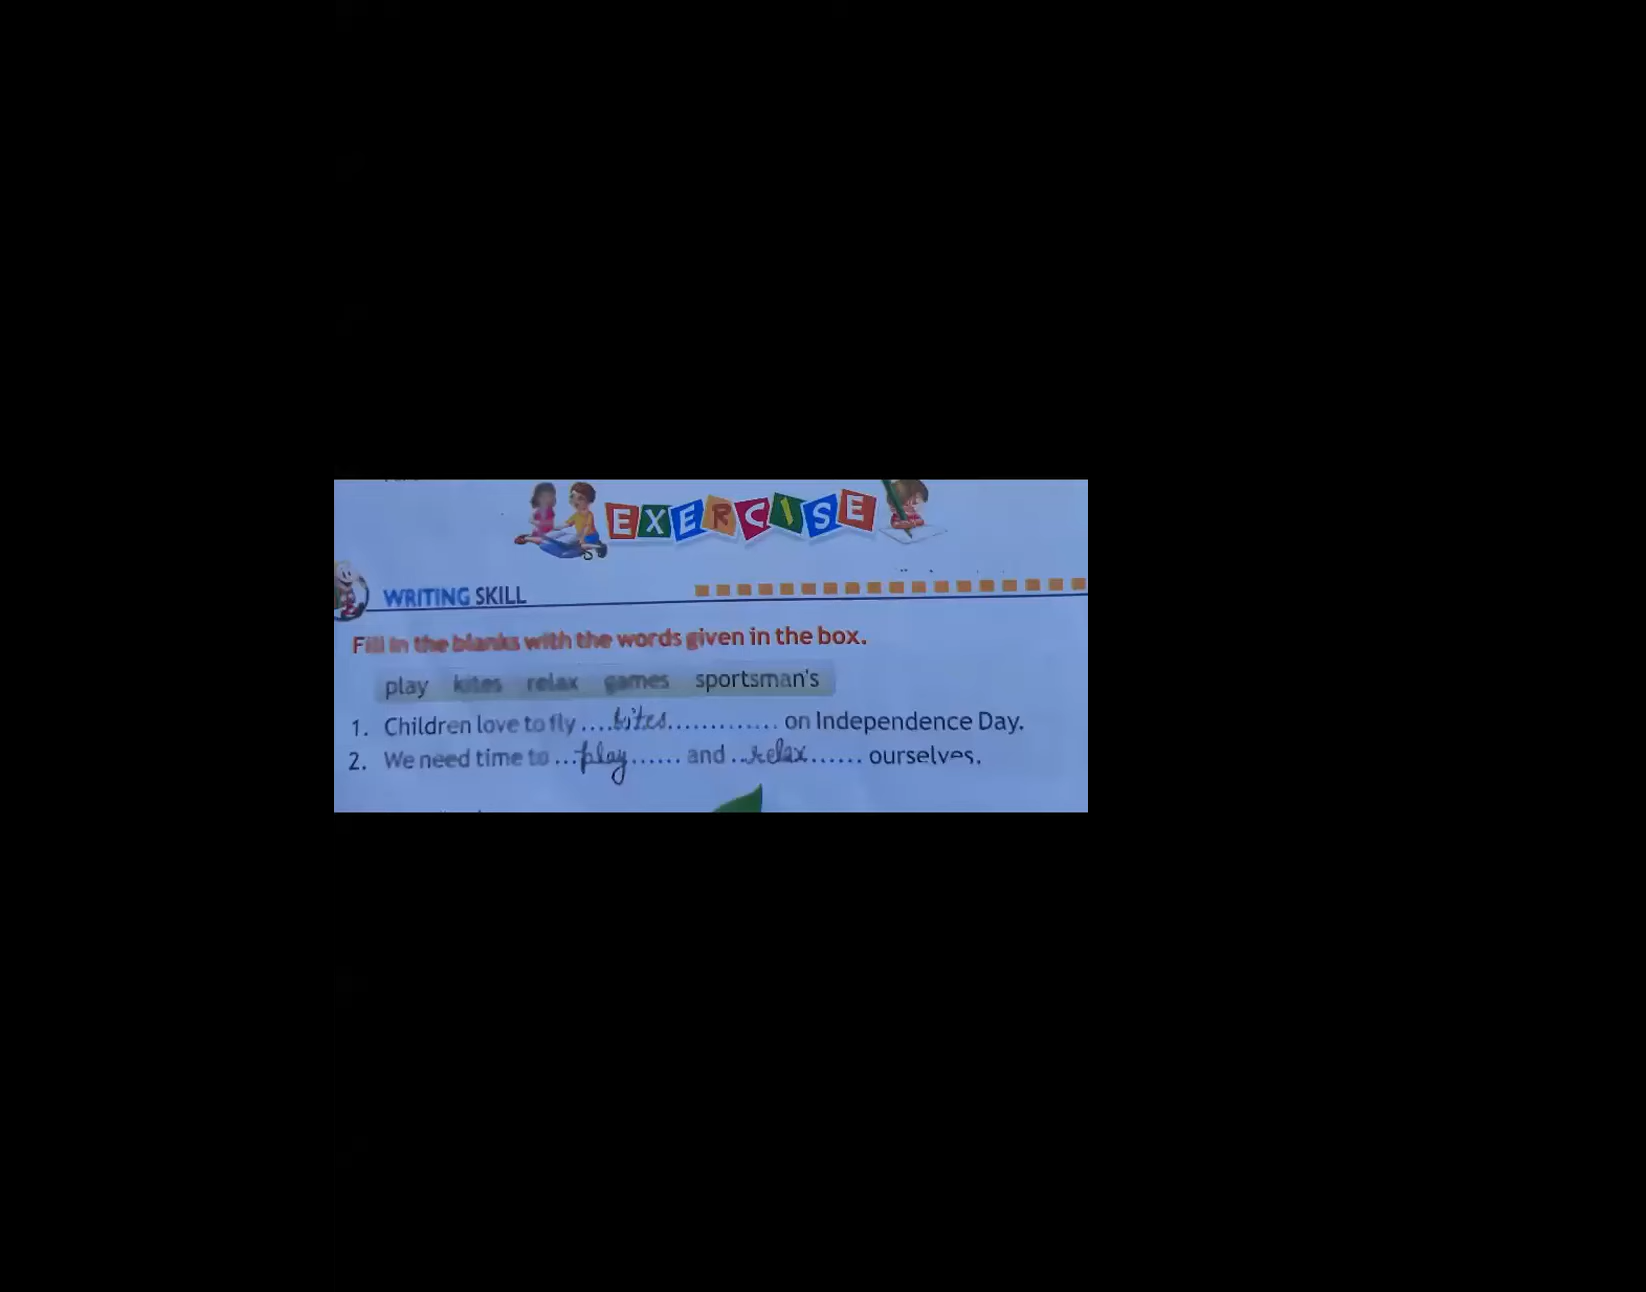 EXERCISE
WRITING SKILL
Fill in the blanks with the words given in the box.
play kites relax games sportsman's
1. Children love to fly ....kites............. on Independence Day.
2. We need time to ...play...... and ..relax...... ourselves.